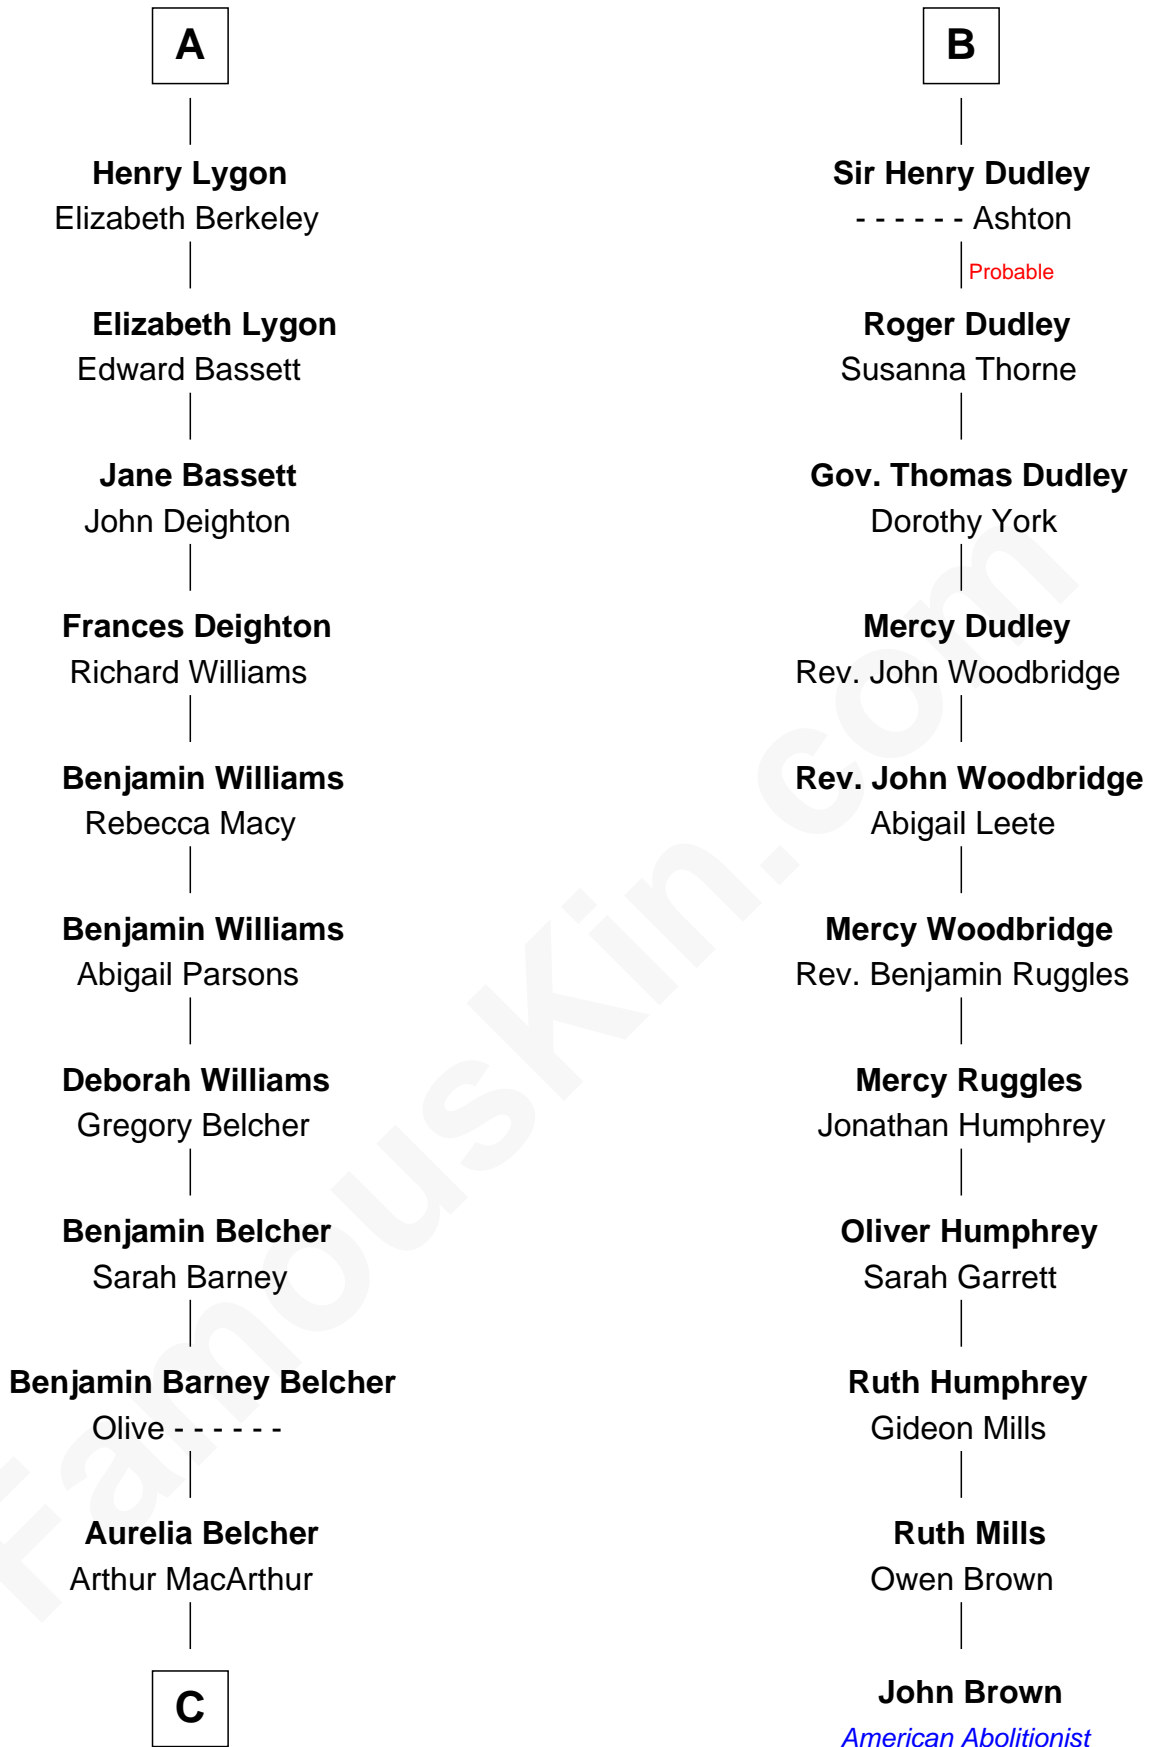 A
Henry Lygon
Elizabeth Berkeley
Elizabeth Lygon
Edward Bassett
Jane Bassett
John Deighton
Frances Deighton
Richard Williams
Benjamin Williams
Rebecca Macy
Benjamin Williams
Abigail Parsons
Deborah Williams
Gregory Belcher
Benjamin Belcher
Sarah Barney
Benjamin Barney Belcher
Olive - - - - - -
Aurelia Belcher
Arthur MacArthur
C
B
Sir Henry Dudley
- - - - - - Ashton
Probable
Roger Dudley
Susanna Thorne
Gov. Thomas Dudley
Dorothy York
Mercy Dudley
Rev. John Woodbridge
Rev. John Woodbridge
Abigail Leete
Mercy Woodbridge
Rev. Benjamin Ruggles
Mercy Ruggles
Jonathan Humphrey
Oliver Humphrey
Sarah Garrett
Ruth Humphrey
Gideon Mills
Ruth Mills
Owen Brown
John Brown
American Abolitionist
FamousKin.com